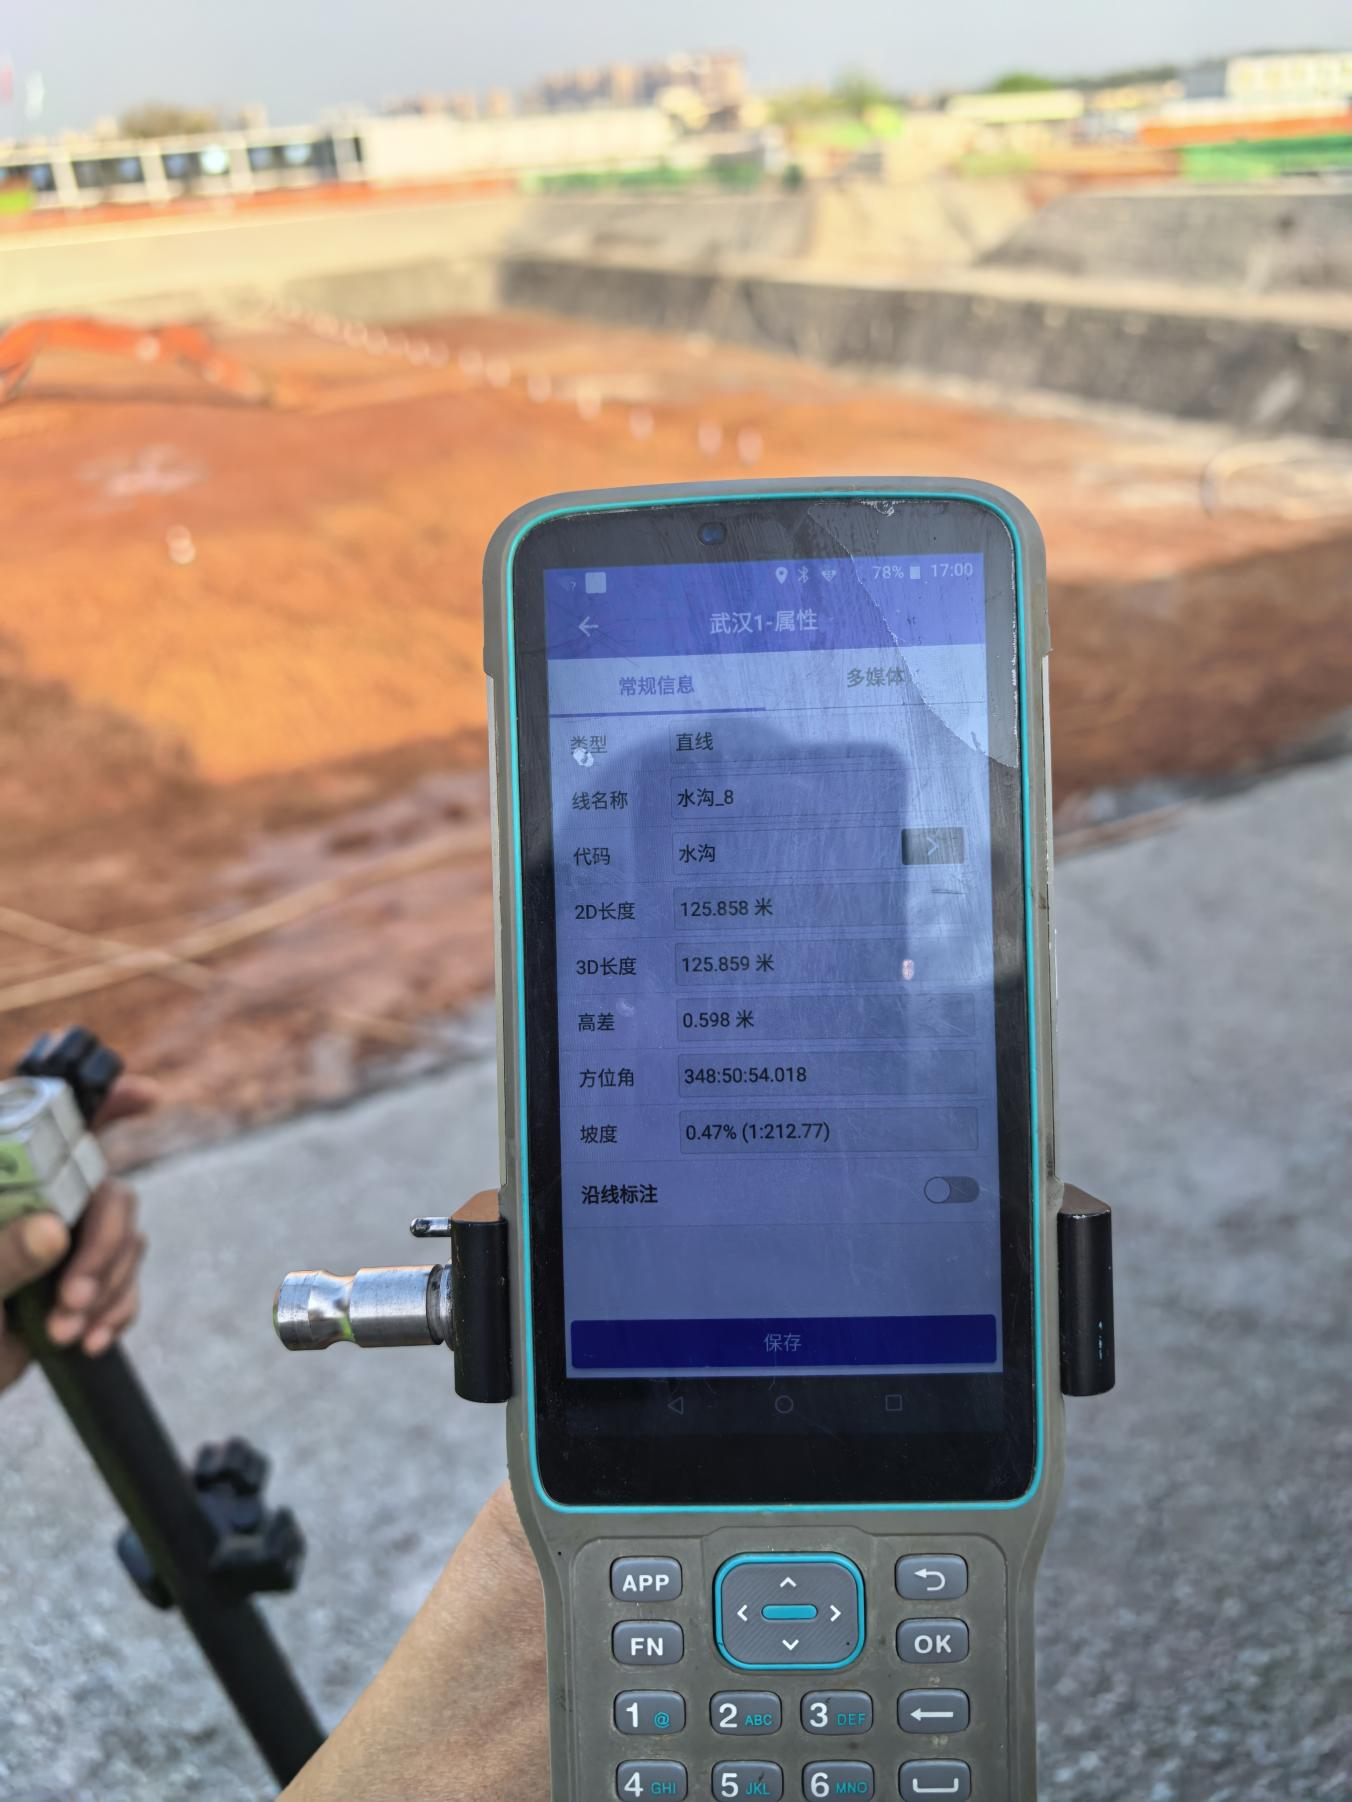 78% 17:00
武汉1-属性
常规信息 多媒体
类型 直线
线名称 水沟_8
代码 水沟
2D长度 125.858 米
3D长度 125.859 米
高差 0.598 米
方位角 348:50:54.018
坡度 0.47% (1:212.77)
沿线标注
保存
APP
FN OK
1 @ 2 ABC 3 DEF
4 GHI 5 JKL 6 MNO